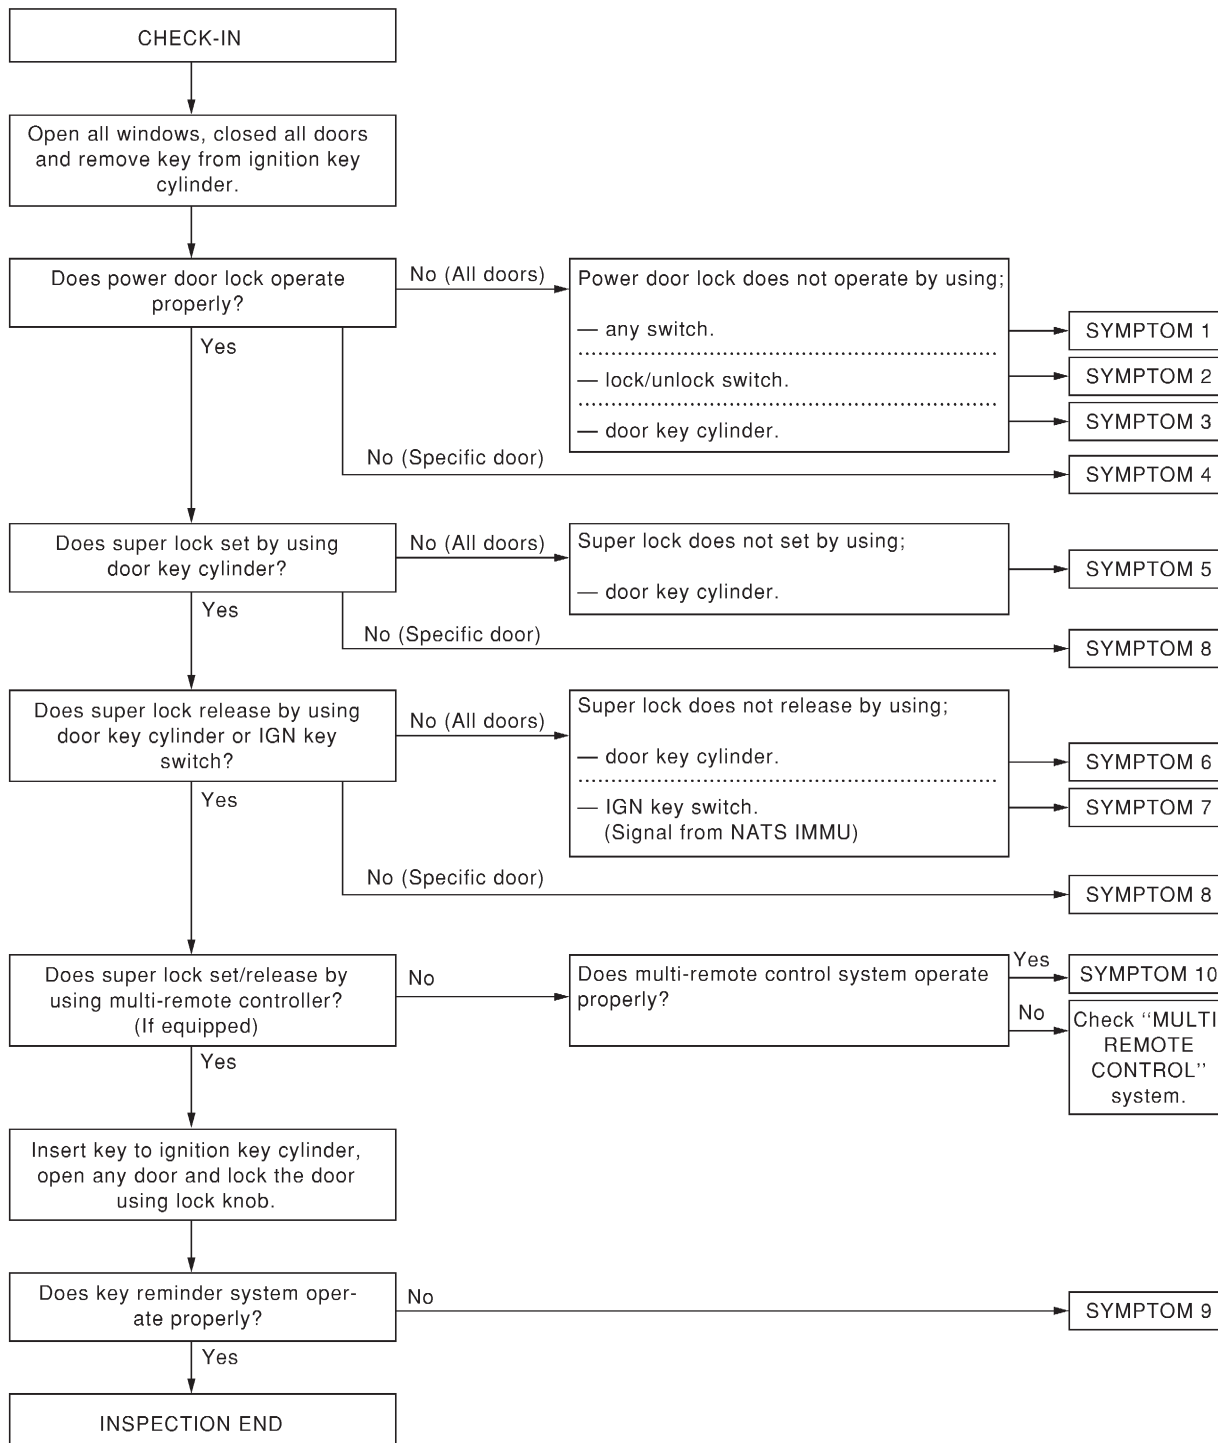 CHECK-IN
Open all windows, closed all doors
and remove key from ignition key
cylinder.
Does power door lock operate
properly?
No (All doors)
Power door lock does not operate by using;
— any switch.
SYMPTOM 1
— lock/unlock switch.
SYMPTOM 2
— door key cylinder.
SYMPTOM 3
Yes
No (Specific door)
SYMPTOM 4
Does super lock set by using
door key cylinder?
No (All doors)
Super lock does not set by using;
— door key cylinder.
SYMPTOM 5
Yes
No (Specific door)
SYMPTOM 8
Does super lock release by using
door key cylinder or IGN key
switch?
No (All doors)
Super lock does not release by using;
— door key cylinder.
SYMPTOM 6
— IGN key switch.
(Signal from NATS IMMU)
SYMPTOM 7
Yes
No (Specific door)
SYMPTOM 8
Does super lock set/release by
using multi-remote controller?
(If equipped)
No
Does multi-remote control system operate
properly?
Yes
SYMPTOM 10
No
Check “MULTI
REMOTE
CONTROL”
system.
Yes
Insert key to ignition key cylinder,
open any door and lock the door
using lock knob.
Does key reminder system oper-
ate properly?
No
SYMPTOM 9
Yes
INSPECTION END